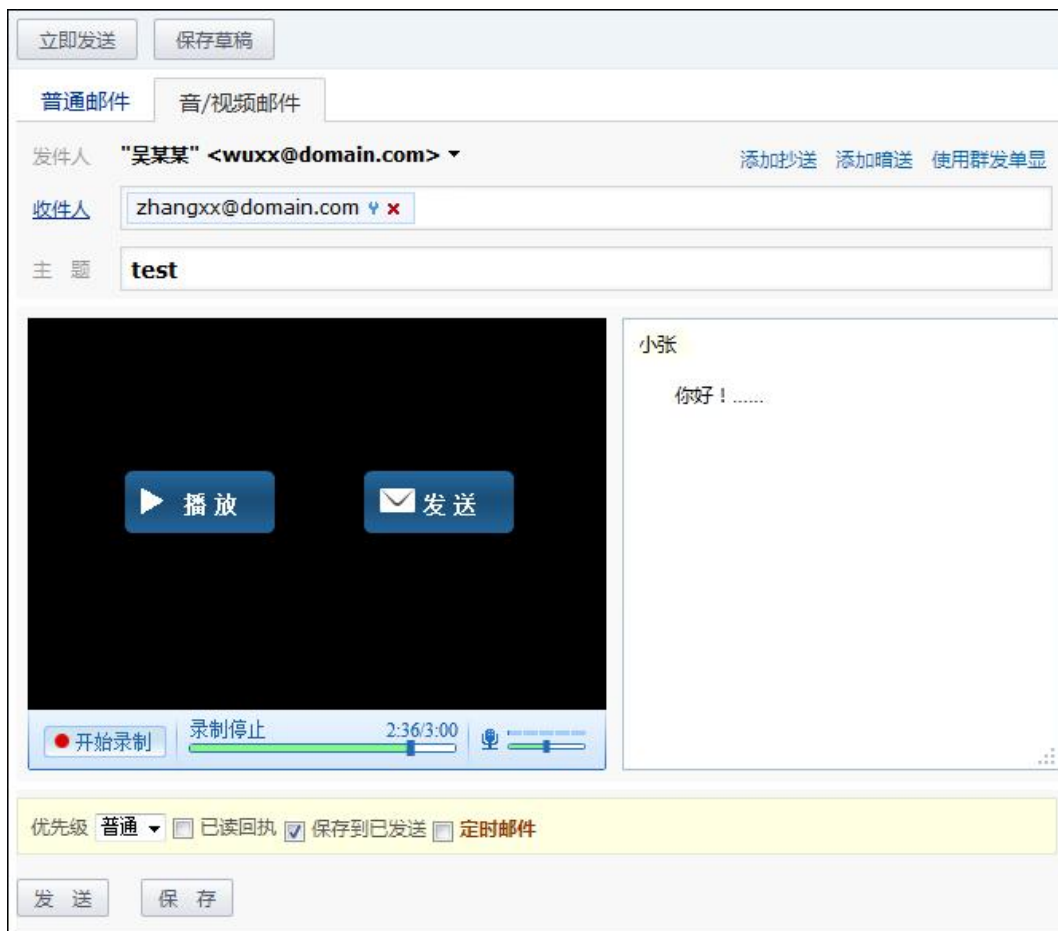 立即发送 保存草稿
普通邮件 音/视频邮件
发件人 "吴某某" <wuxx@domain.com> 添加抄送 添加暗送 使用群发单显
收件人 zhangxx@domain.com
主 题 test
小张
你好！......
播放 发送
录制停止 2:36/3:00
开始录制
优先级 普通 已读回执 保存到已发送 定时邮件
发 送 保 存